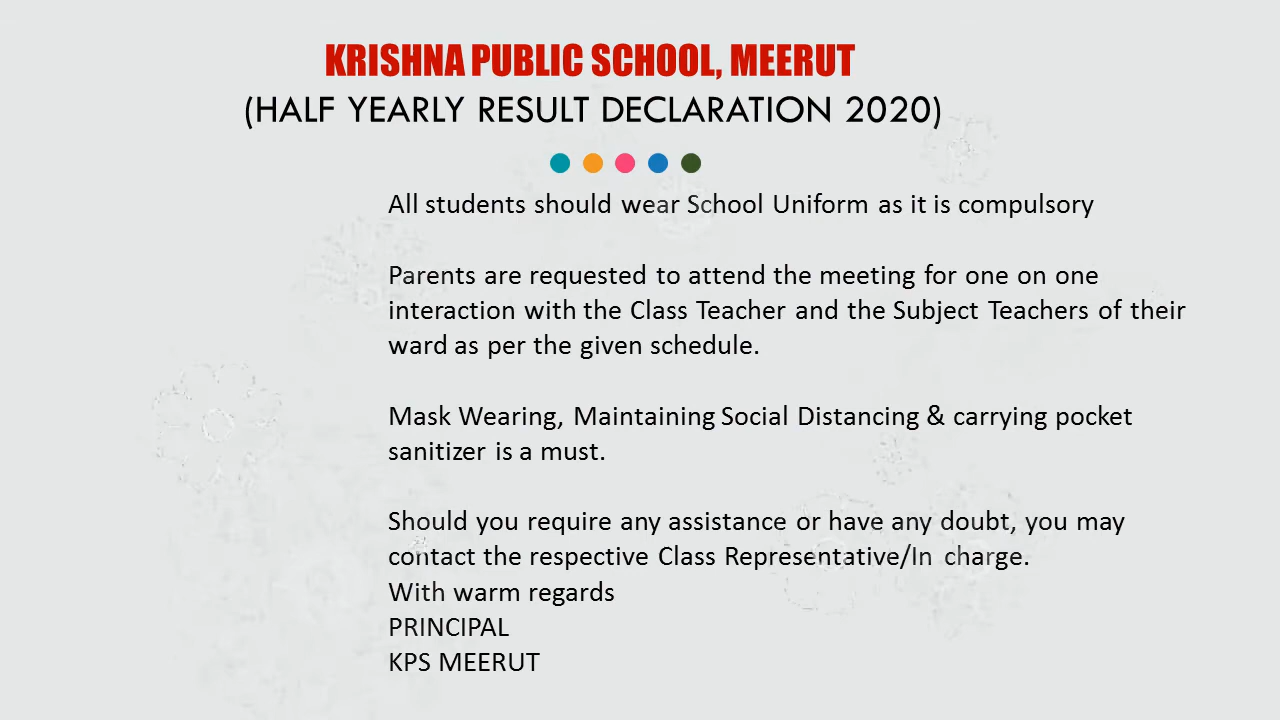 KRISHNA PUBLIC SCHOOL, MEERUT
(HALF YEARLY RESULT DECLARATION 2020)
All students should wear School Uniform as it is compulsory
Parents are requested to attend the meeting for one on one
interaction with the Class Teacher and the Subject Teachers of their
ward as per the given schedule.
Mask Wearing, Maintaining Social Distancing & carrying pocket
sanitizer is a must.
Should you require any assistance or have any doubt, you may
contact the respective Class Representative/In charge.
With warm regards
PRINCIPAL
KPS MEERUT